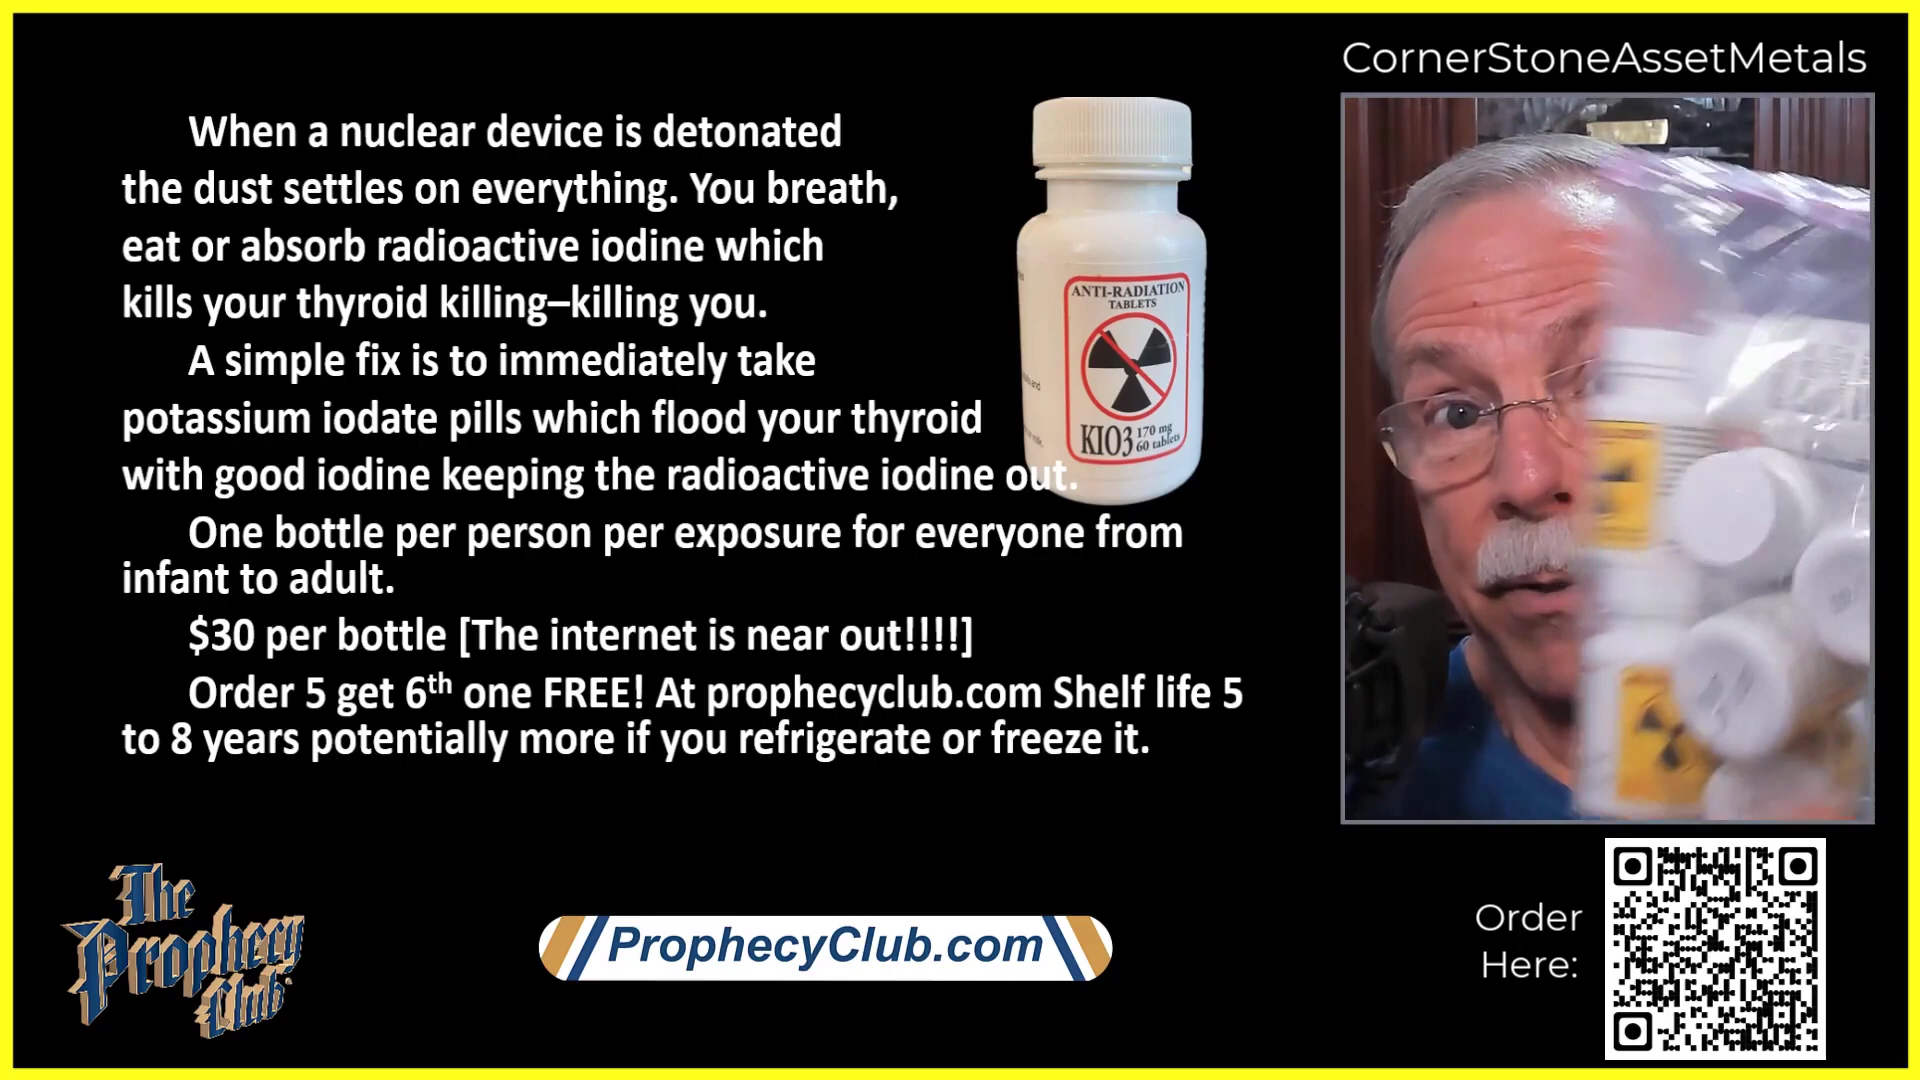 CornerStoneAssetMetals
When a nuclear device is detonated
the dust settles on everything. You breath,
eat or absorb radioactive iodine which
kills your thyroid killing–killing you.
A simple fix is to immediately take
potassium iodate pills which flood your thyroid
with good iodine keeping the radioactive iodine out.
One bottle per person per exposure for everyone from
infant to adult.
$30 per bottle [The internet is near out!!!!]
Order 5 get 6th one FREE! At prophecyclub.com Shelf life 5
to 8 years potentially more if you refrigerate or freeze it.
ANTI-RADIATION
TABLETS
KIO3 170 mg
60 tablets
The
Prophecy
Club
ProphecyClub.com
Order
Here: